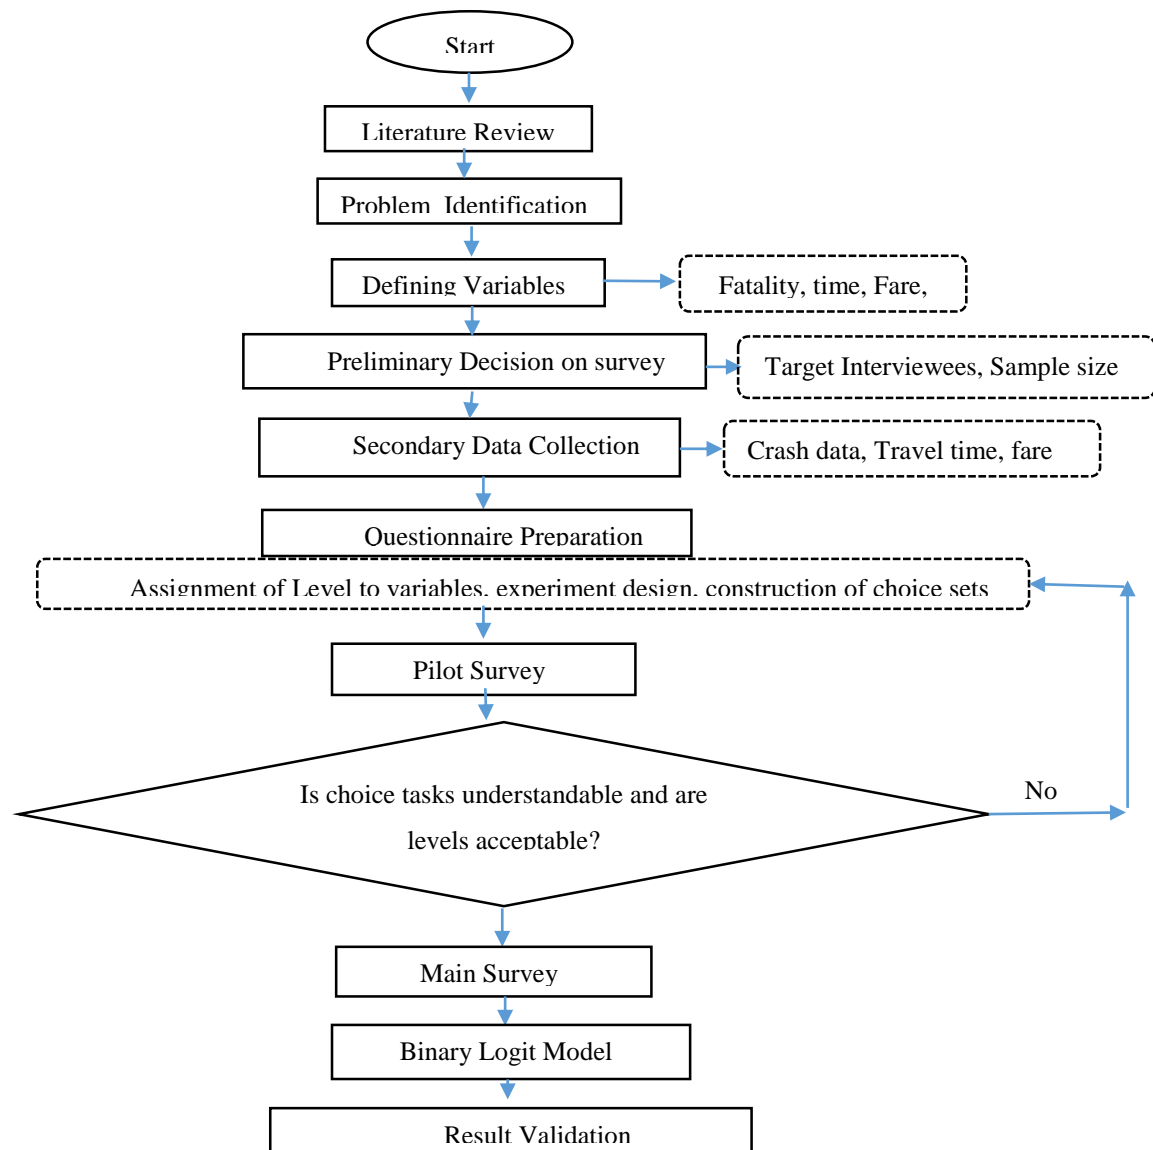 Start
Literature Review
Problem  Identification
Defining Variables
Fatality, time, Fare,
Preliminary Decision on survey
Target Interviewees, Sample size
Secondary Data Collection
Crash data, Travel time, fare
Questionnaire Preparation
Assignment of Level to variables, experiment design, construction of choice sets
Pilot Survey
Is choice tasks understandable and are
levels acceptable?
No
Main Survey
Binary Logit Model
Result Validation